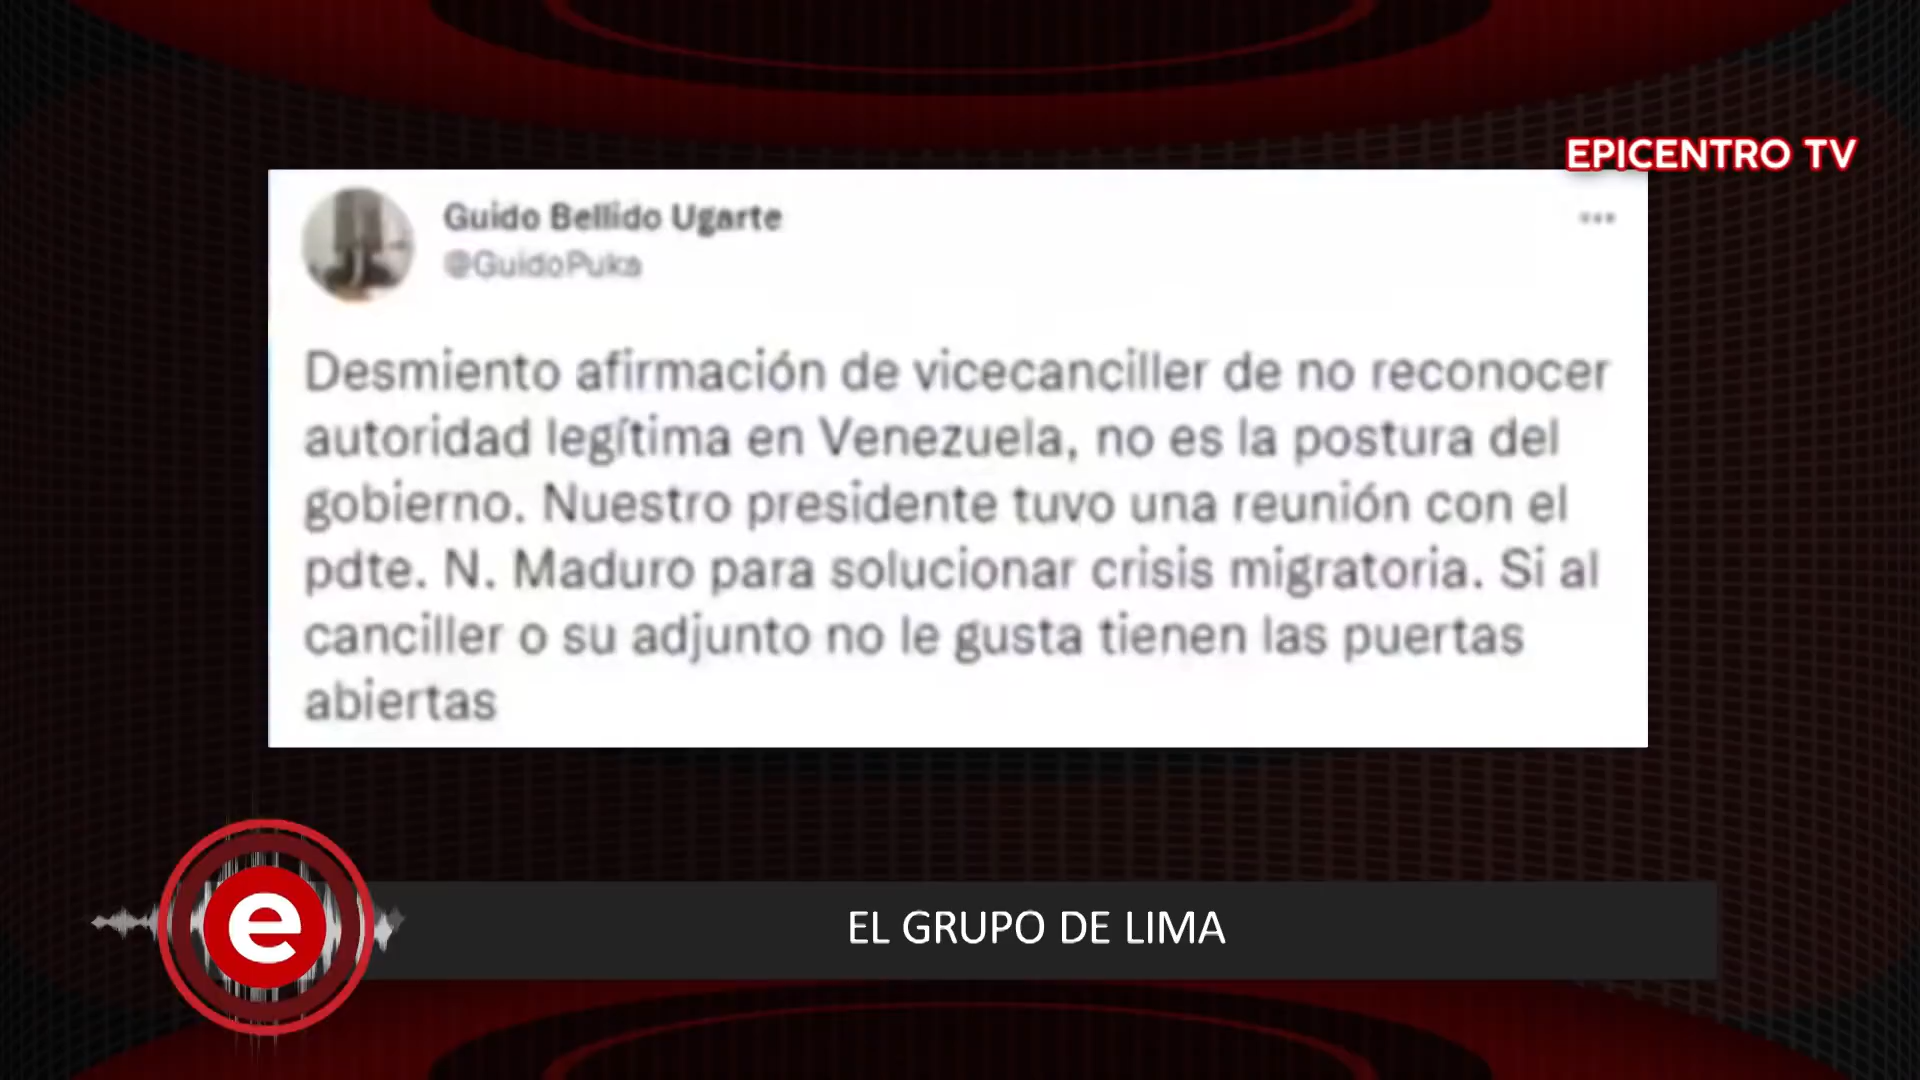 EPICENTRO TV
Guido Bellido Ugarte
@GuidoPuka
Desmiento afirmación de vicecanciller de no reconocer
autoridad legítima en Venezuela, no es la postura del
gobierno. Nuestro presidente tuvo una reunión con el
pdte. N. Maduro para solucionar crisis migratoria. Si al
canciller o su adjunto no le gusta tienen las puertas
abiertas
e
EL GRUPO DE LIMA